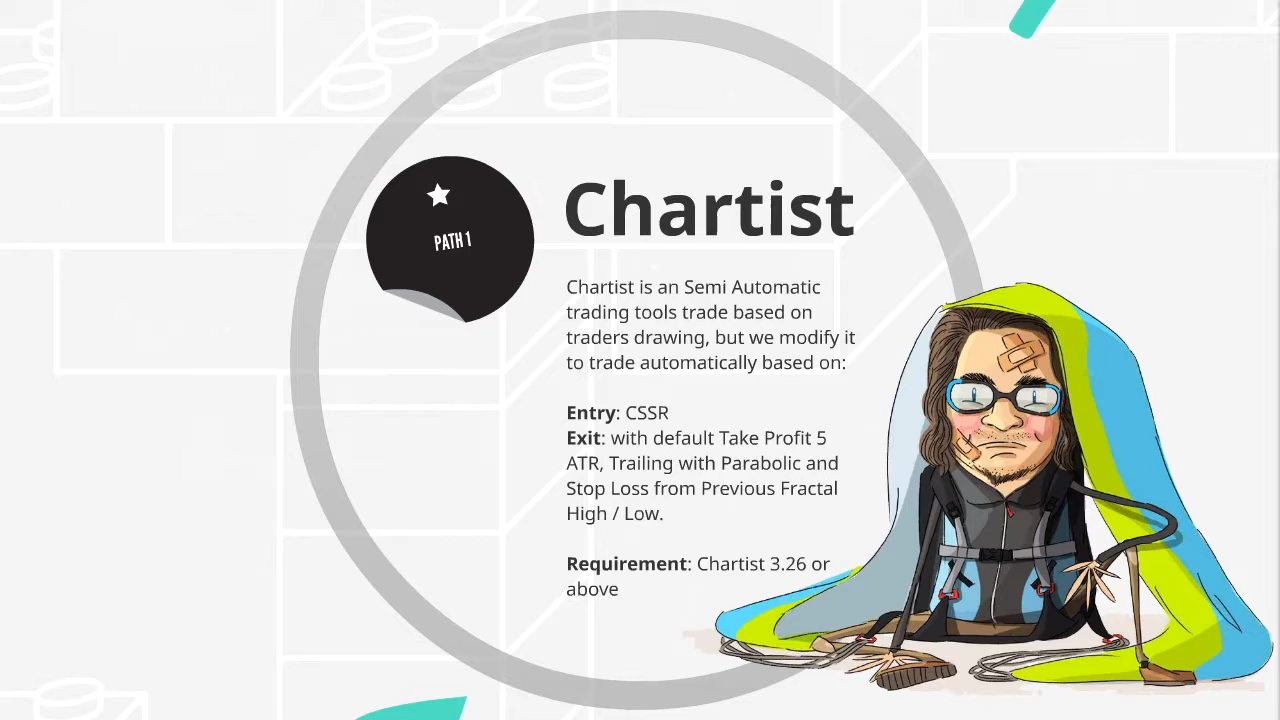 PATH 1
Chartist
Chartist is an Semi Automatic
trading tools trade based on
traders drawing, but we modify it
to trade automatically based on:
Entry: CSSR
Exit: with default Take Profit 5
ATR, Trailing with Parabolic and
Stop Loss from Previous Fractal
High / Low.
Requirement: Chartist 3.26 or
above